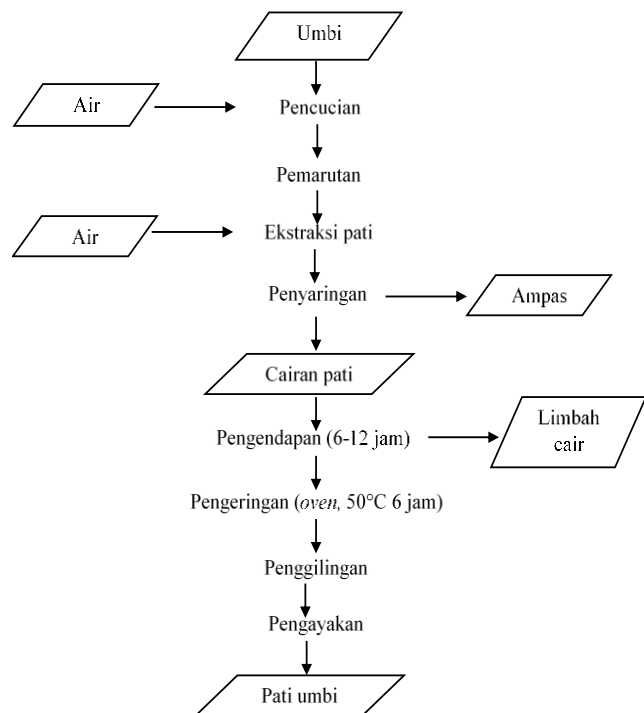 Umbi
Air
Pencucian
Pemarutan
Air
Ekstraksi pati
Penyaringan
Ampas
Cairan pati
Pengendapan (6-12 jam)
Limbah
cair
Pengeringan (oven, 50°C 6 jam)
Penggilingan
Pengayakan
Pati umbi